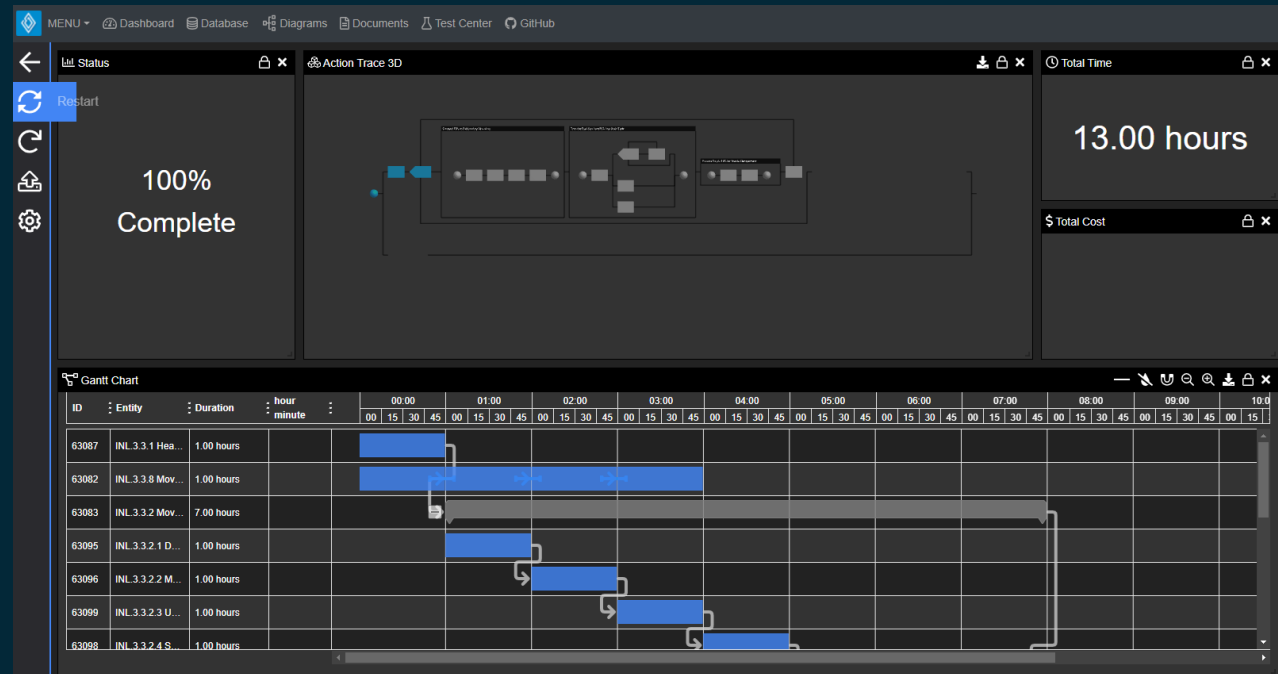 MENU Dashboard Database Diagrams Documents Test Center GitHub
Status
Restart
100%
Complete
Action Trace 3D
Total Time
13.00 hours
Total Cost
Gantt Chart
ID Entity Duration hour minute
00:00 01:00 02:00 03:00 04:00 05:00 06:00 07:00 08:00 09:00 10:0
00 15 30 45 00 15 30 45 00 15 30 45 00 15 30 45 00 15 30 45 00 15 30 45 00 15 30 45 00 15 30 45 00 15 30 45 00 15 30 45 00 15
63087 INL.3.3.1 Hea... 1.00 hours
63082 INL.3.3.8 Mov... 1.00 hours
63083 INL.3.3.2 Mov... 7.00 hours
63095 INL.3.3.2.1 D... 1.00 hours
63096 INL.3.3.2.2 M... 1.00 hours
63099 INL.3.3.2.3 U... 1.00 hours
63098 INL.3.3.2.4 S... 1.00 hours